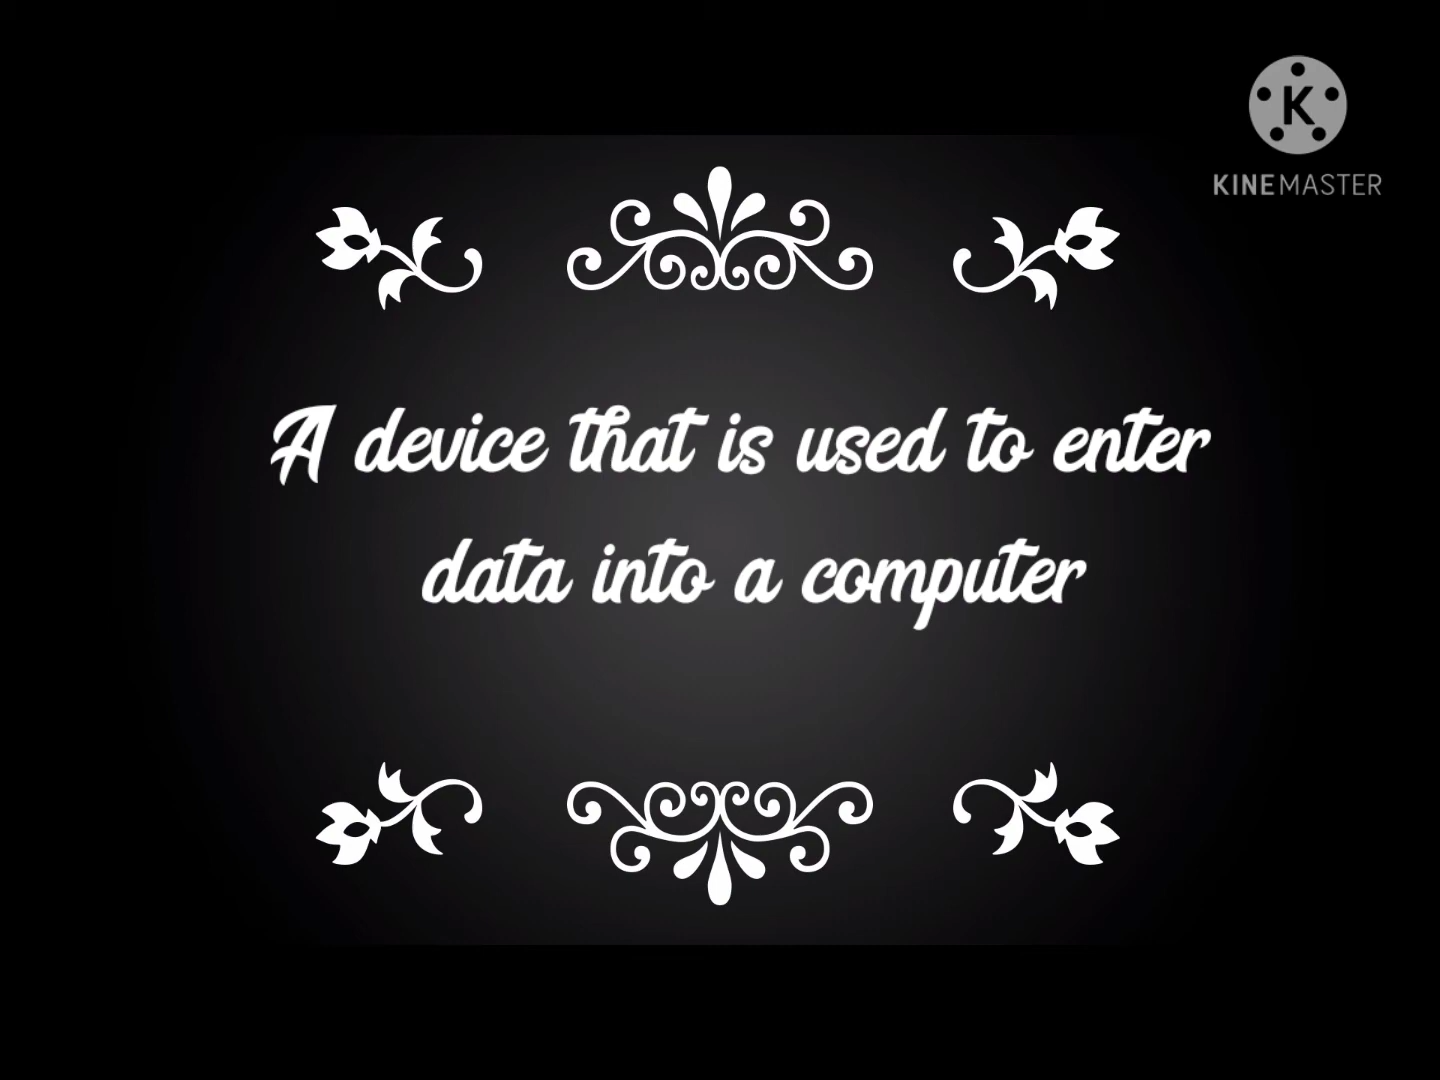 K
KINEMASTER
A device that is used to enter
data into a computer